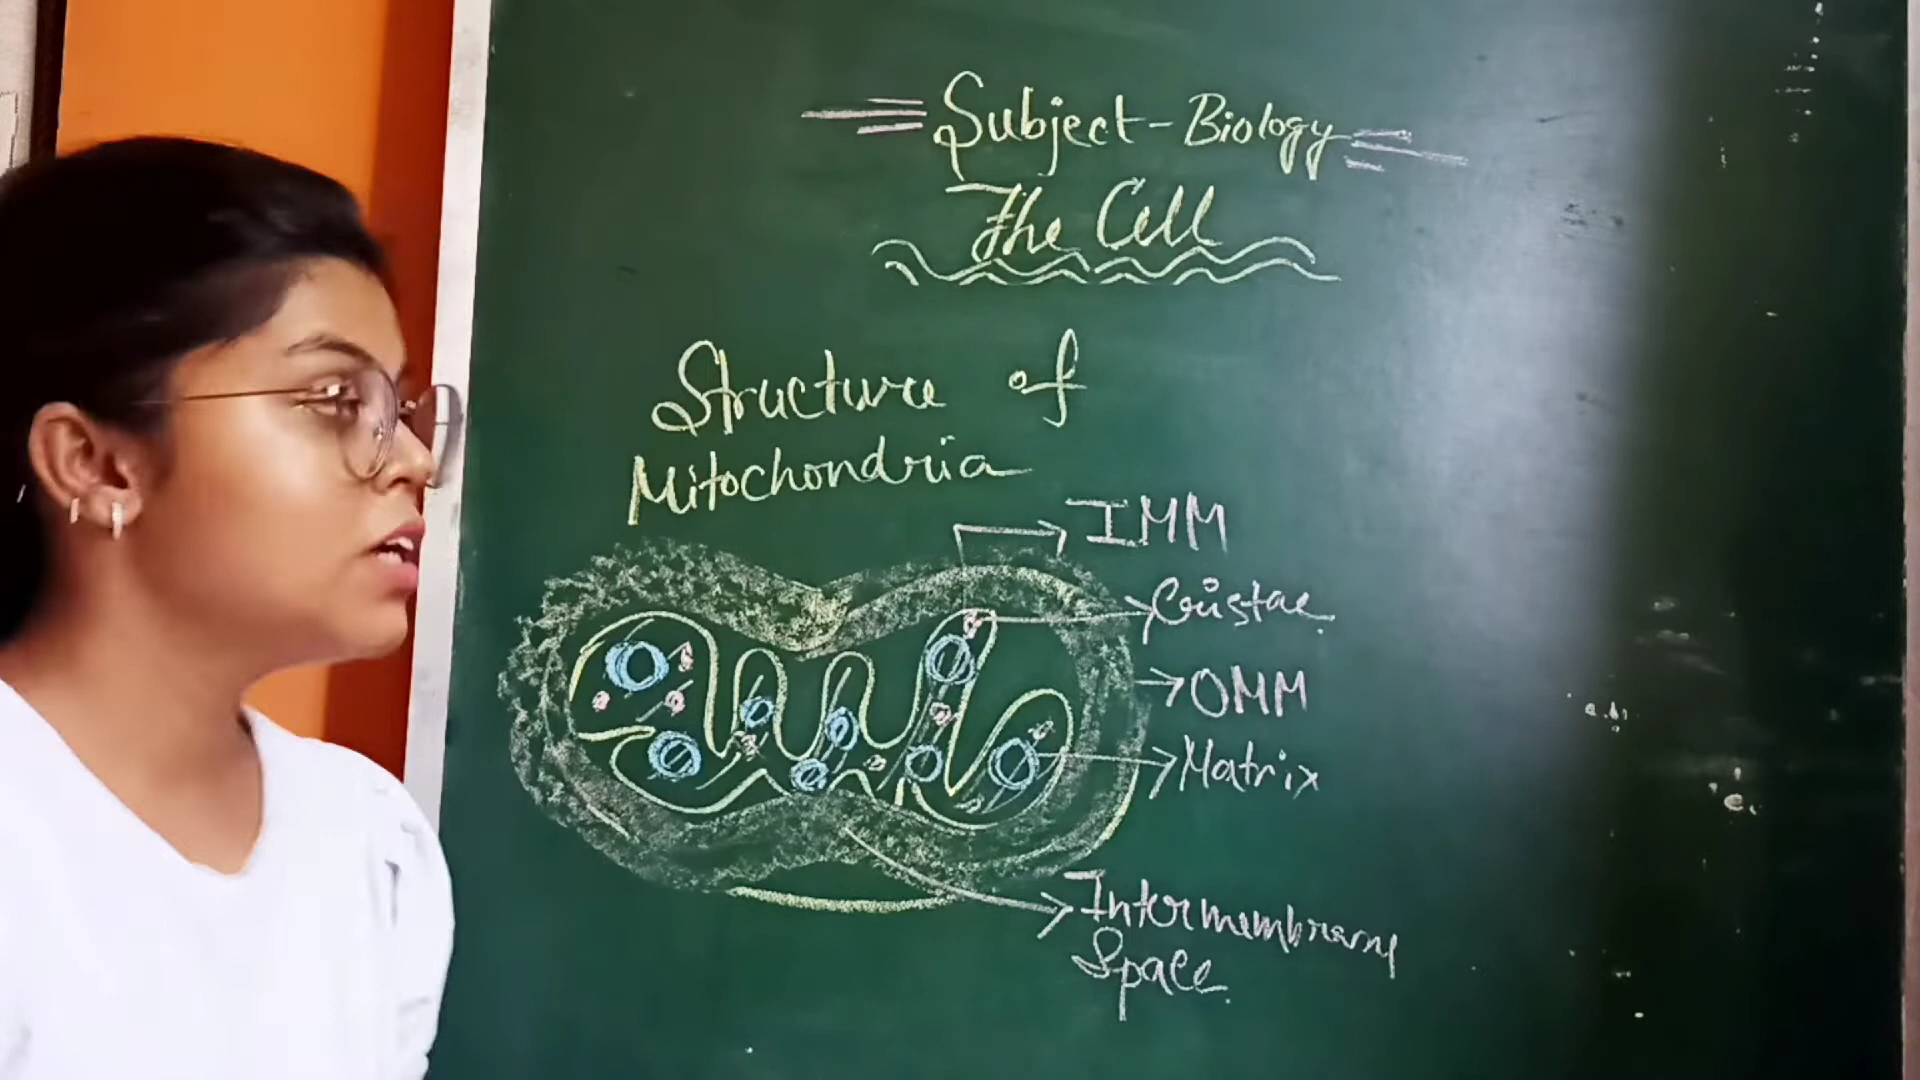 Subject-Biology
The Cell
Structure of
Mitochondria
IMM
Cristae
OMM
Matrix
Intermembrane
Space